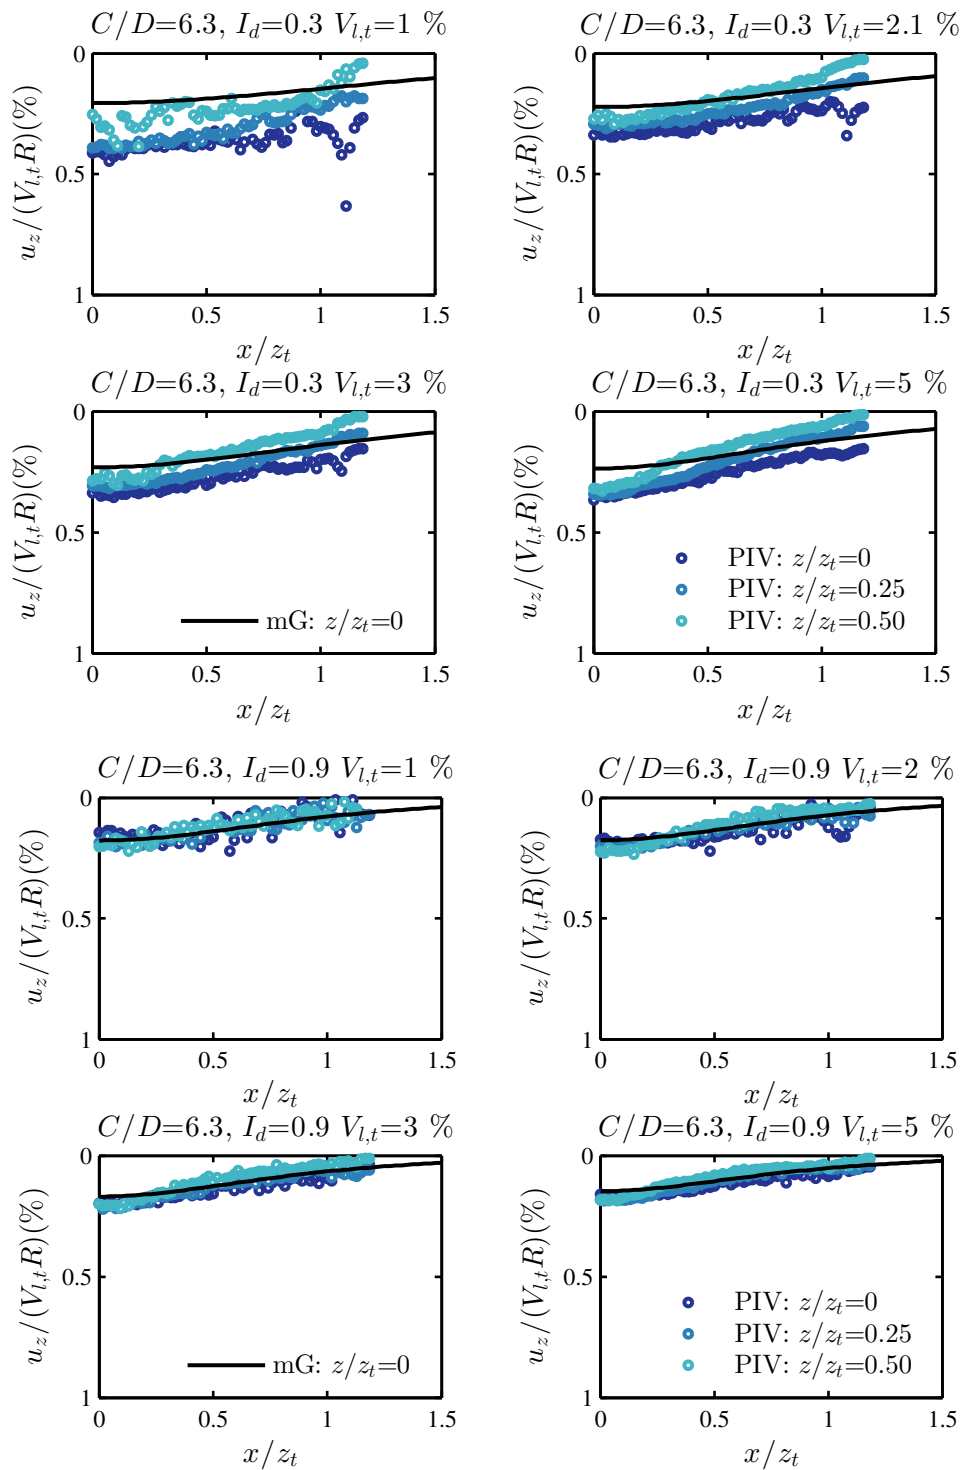 C/D=6.3, I_d=0.3 V_{l,t}=1 %
C/D=6.3, I_d=0.3 V_{l,t}=2.1 %
0
0.5
1
u_z/(V_{l,t}R)(%)
0 0.5 1 1.5
x/z_t
0
0.5
1
u_z/(V_{l,t}R)(%)
0 0.5 1 1.5
x/z_t
C/D=6.3, I_d=0.3 V_{l,t}=3 %
C/D=6.3, I_d=0.3 V_{l,t}=5 %
0
0.5
1
u_z/(V_{l,t}R)(%)
mG: z/z_t=0
0 0.5 1 1.5
x/z_t
0
0.5
1
u_z/(V_{l,t}R)(%)
PIV: z/z_t=0
PIV: z/z_t=0.25
PIV: z/z_t=0.50
0 0.5 1 1.5
x/z_t
C/D=6.3, I_d=0.9 V_{l,t}=1 %
C/D=6.3, I_d=0.9 V_{l,t}=2 %
0
0.5
1
u_z/(V_{l,t}R)(%)
0 0.5 1 1.5
x/z_t
0
0.5
1
u_z/(V_{l,t}R)(%)
0 0.5 1 1.5
x/z_t
C/D=6.3, I_d=0.9 V_{l,t}=3 %
C/D=6.3, I_d=0.9 V_{l,t}=5 %
0
0.5
1
u_z/(V_{l,t}R)(%)
mG: z/z_t=0
0 0.5 1 1.5
x/z_t
0
0.5
1
u_z/(V_{l,t}R)(%)
PIV: z/z_t=0
PIV: z/z_t=0.25
PIV: z/z_t=0.50
0 0.5 1 1.5
x/z_t